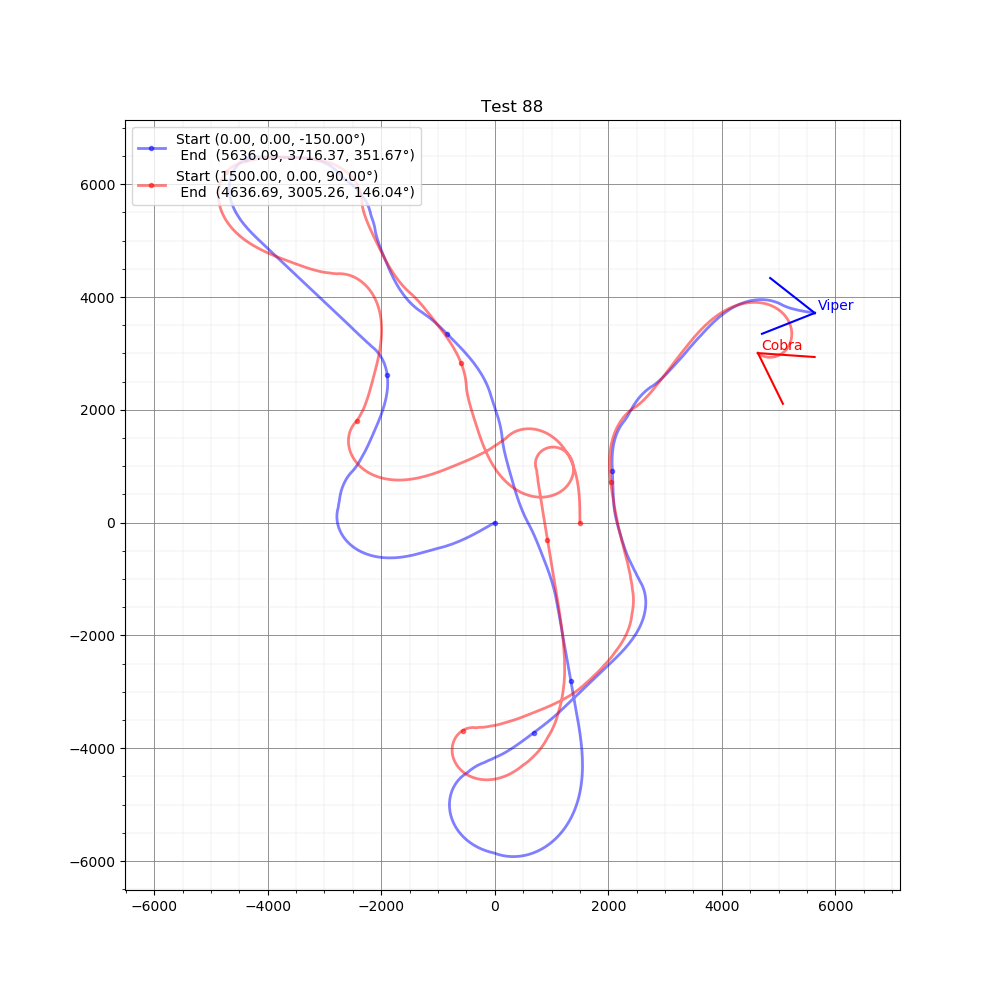 Test 88
Start (0.00, 0.00, -150.00°)
End  (5636.09, 3716.37, 351.67°)
Start (1500.00, 0.00, 90.00°)
End  (4636.69, 3005.26, 146.04°)
6000
4000
2000
0
−2000
−4000
−6000
Viper
Cobra
−6000 −4000 −2000 0 2000 4000 6000